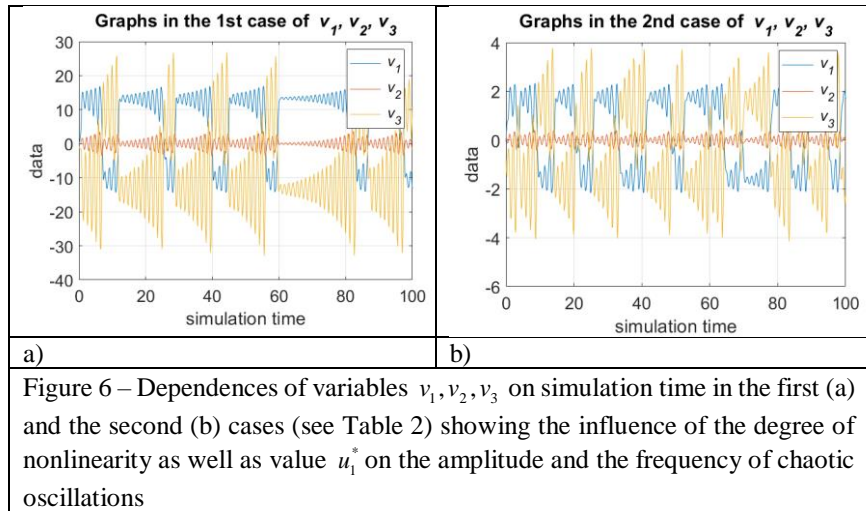 Graphs in the 1st case of v₁, v₂, v₃
30
20
10
0
-10
-20
-30
-40
data
0 20 40 60 80 100
simulation time
v₁
v₂
v₃
a)
Graphs in the 2nd case of v₁, v₂, v₃
4
2
0
-2
-4
-6
data
0 20 40 60 80 100
simulation time
v₁
v₂
v₃
b)
Figure 6 – Dependences of variables v₁, v₂, v₃ on simulation time in the first (a)
and the second (b) cases (see Table 2) showing the influence of the degree of
nonlinearity as well as value u₁* on the amplitude and the frequency of chaotic
oscillations